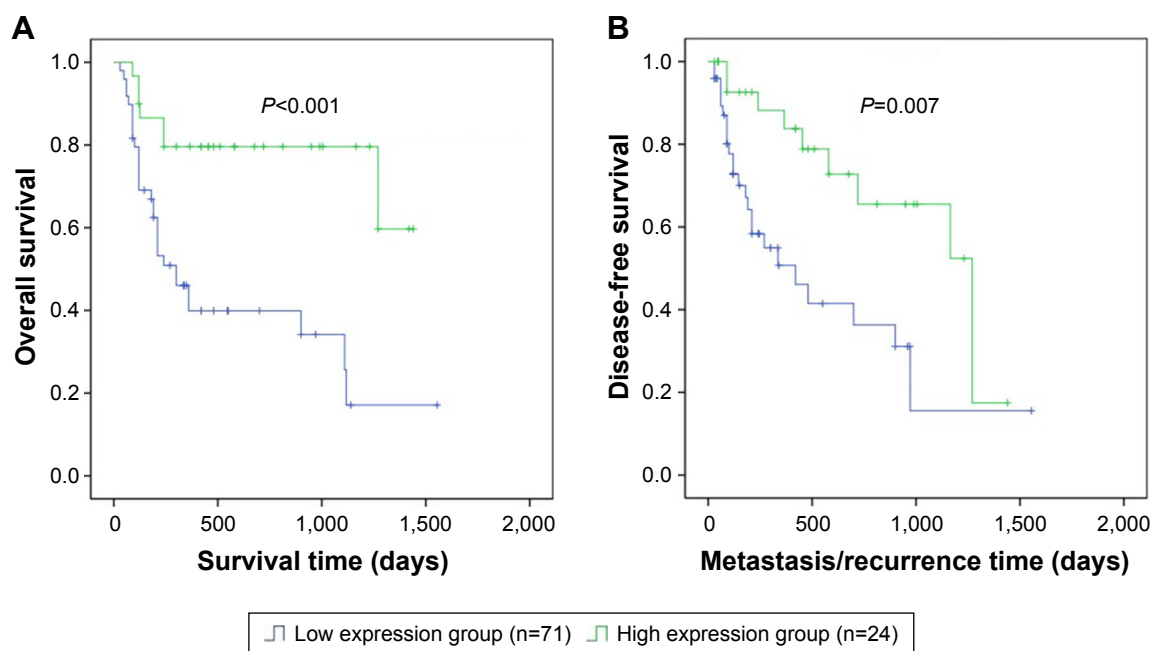 A
B
1.0
0.8
0.6
0.4
0.2
0.0
Overall survival
P<0.001
0
500
1,000
1,500
2,000
Survival time (days)
1.0
0.8
0.6
0.4
0.2
0.0
Disease-free survival
P=0.007
0
500
1,000
1,500
2,000
Metastasis/recurrence time (days)
Low expression group (n=71)
High expression group (n=24)